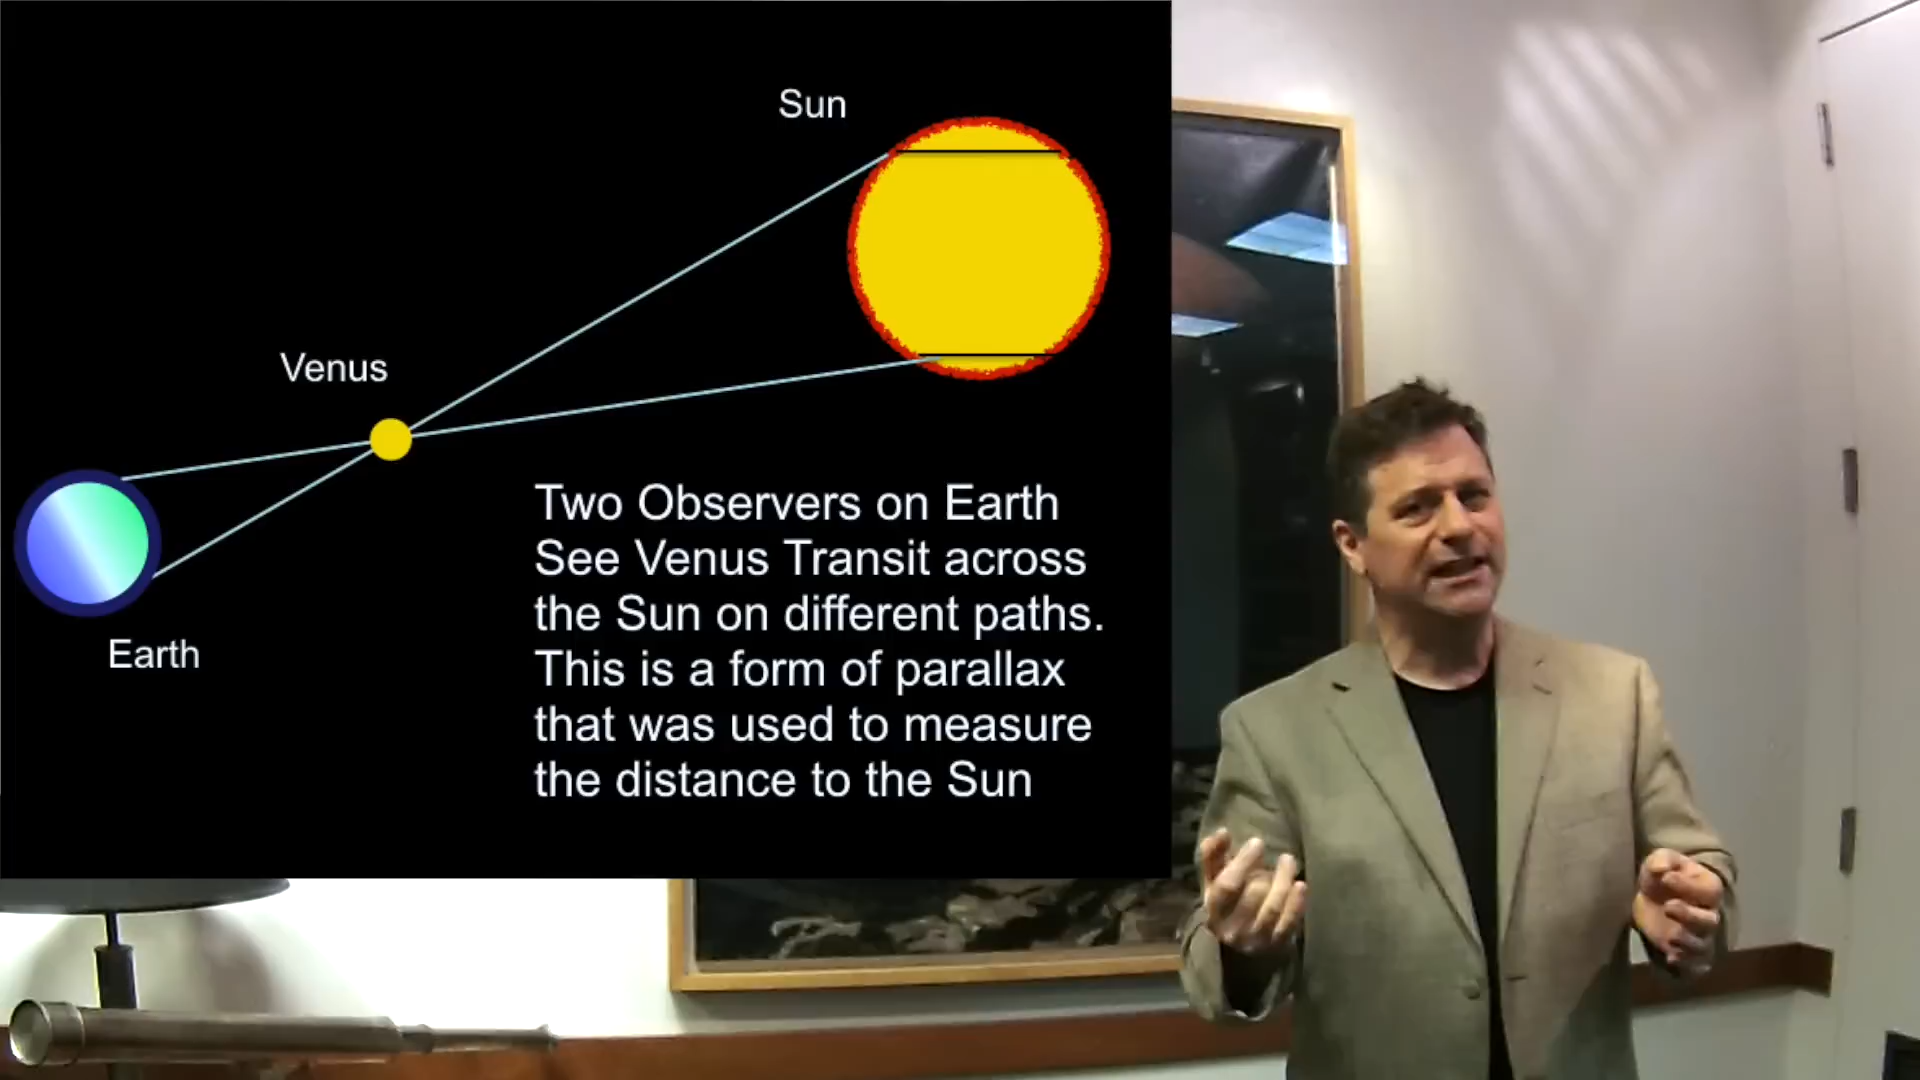 Sun
Venus
Earth
Two Observers on Earth
See Venus Transit across
the Sun on different paths.
This is a form of parallax
that was used to measure
the distance to the Sun